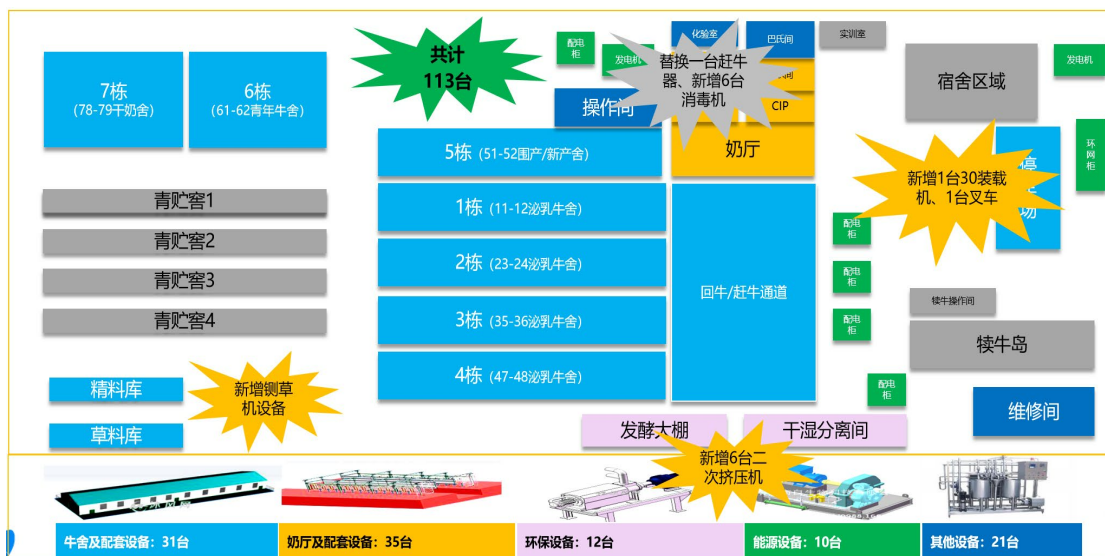 共计
113台
配电
柜
发电机
化验室
巴氏间
实训室
替换一台赶牛
器、新增6台
消毒机
间
CIP
操作间
奶厅
宿舍区域
发电机
环
网
柜
7栋
(78-79干奶舍)
6栋
(61-62青年牛舍)
5栋 (51-52围产/新产舍)
新增1台30装载
机、1台叉车
停
场
青贮窖1
青贮窖2
青贮窖3
青贮窖4
1栋 (11-12泌乳牛舍)
2栋 (23-24泌乳牛舍)
3栋 (35-36泌乳牛舍)
4栋 (47-48泌乳牛舍)
回牛/赶牛通道
配电
柜
配电
柜
配电
柜
配电
柜
犊牛操作间
犊牛岛
维修间
精料库
草料库
新增铡草
机设备
发酵大棚
干湿分离间
新增6台二
次挤压机
牛舍及配套设备：31台
奶厅及配套设备：35台
环保设备：12台
能源设备：10台
其他设备：21台